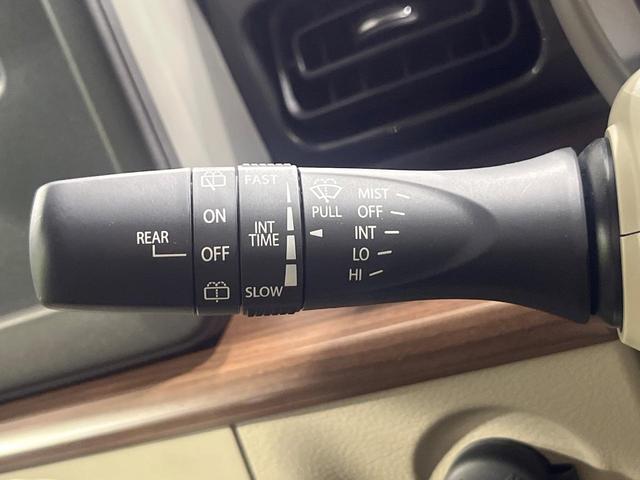 REAR
ON
OFF
FAST
INT
TIME
SLOW
PULL
MIST
OFF
INT
LO
HI